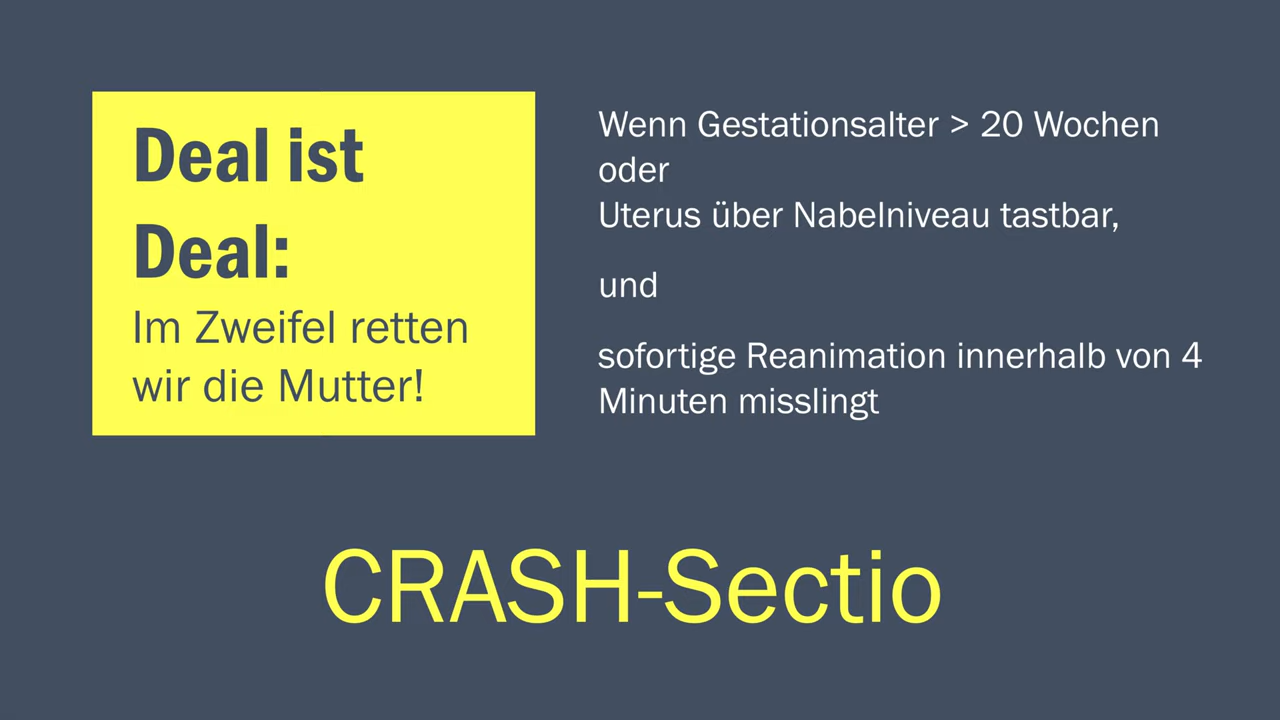 Deal ist
Deal:
Im Zweifel retten
wir die Mutter!
Wenn Gestationsalter > 20 Wochen
oder
Uterus über Nabelniveau tastbar,
und
sofortige Reanimation innerhalb von 4
Minuten misslingt
CRASH-Sectio